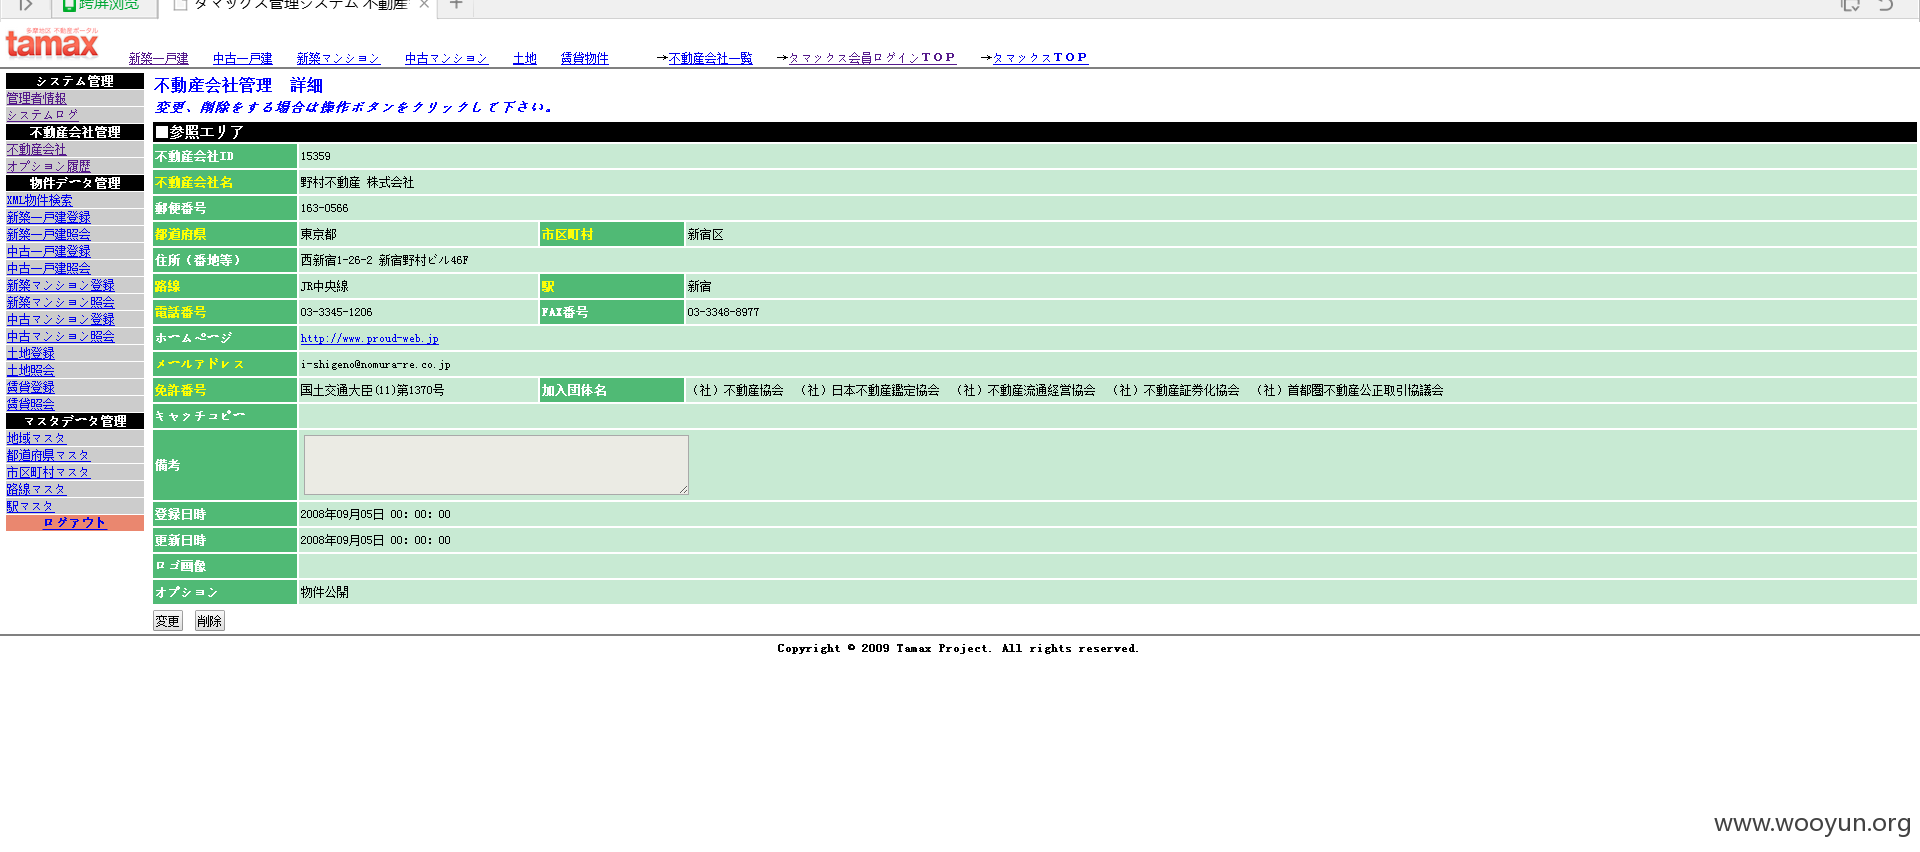 跨屏浏览
タマックス管理システム 不動産
多摩地区 不動産ポータル
tamax
新築一戸建 中古一戸建 新築マンション 中古マンション 土地 賃貸物件 →不動産会社一覧 →タマックス会員ログインTOP →タマックスTOP
システム管理
管理者情報
システムログ
不動産会社管理
不動産会社
オプション履歴
物件データ管理
XML物件検索
新築一戸建登録
新築一戸建照会
中古一戸建登録
中古一戸建照会
新築マンション登録
新築マンション照会
中古マンション登録
中古マンション照会
土地登録
土地照会
賃貸登録
賃貸照会
マスタデータ管理
地域マスタ
都道府県マスタ
市区町村マスタ
路線マスタ
駅マスタ
ログアウト
不動産会社管理 詳細
変更、削除をする場合は操作ボタンをクリックして下さい。
■参照エリア
不動産会社ID 15359
不動産会社名 野村不動産 株式会社
郵便番号 163-0566
都道府県 東京都 市区町村 新宿区
住所（番地等） 西新宿1-26-2 新宿野村ビル46F
路線 JR中央線 駅 新宿
電話番号 03-3345-1206 FAX番号 03-3348-8977
ホームページ http://www.proud-web.jp
メールアドレス i-shigeno@nomura-re.co.jp
免許番号 国土交通大臣(11)第1370号 加入団体名 （社）不動産協会 （社）日本不動産鑑定協会 （社）不動産流通経営協会 （社）不動産証券化協会 （社）首都圏不動産公正取引協議会
キャッチコピー
備考
登録日時 2008年09月05日 00: 00: 00
更新日時 2008年09月05日 00: 00: 00
ロゴ画像
オプション 物件公開
変更 削除
Copyright © 2009 Tamax Project. All rights reserved.
www.wooyun.org